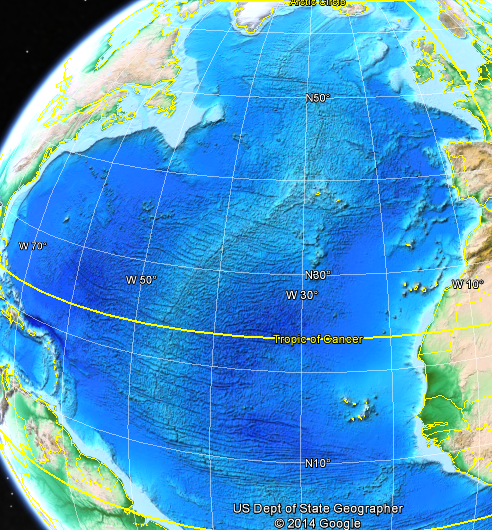 Arctic Circle
N50°
W 70°
W 50°
N30°
W 30°
W 10°
Tropic of Cancer
N10°
US Dept of State Geographer
© 2014 Google